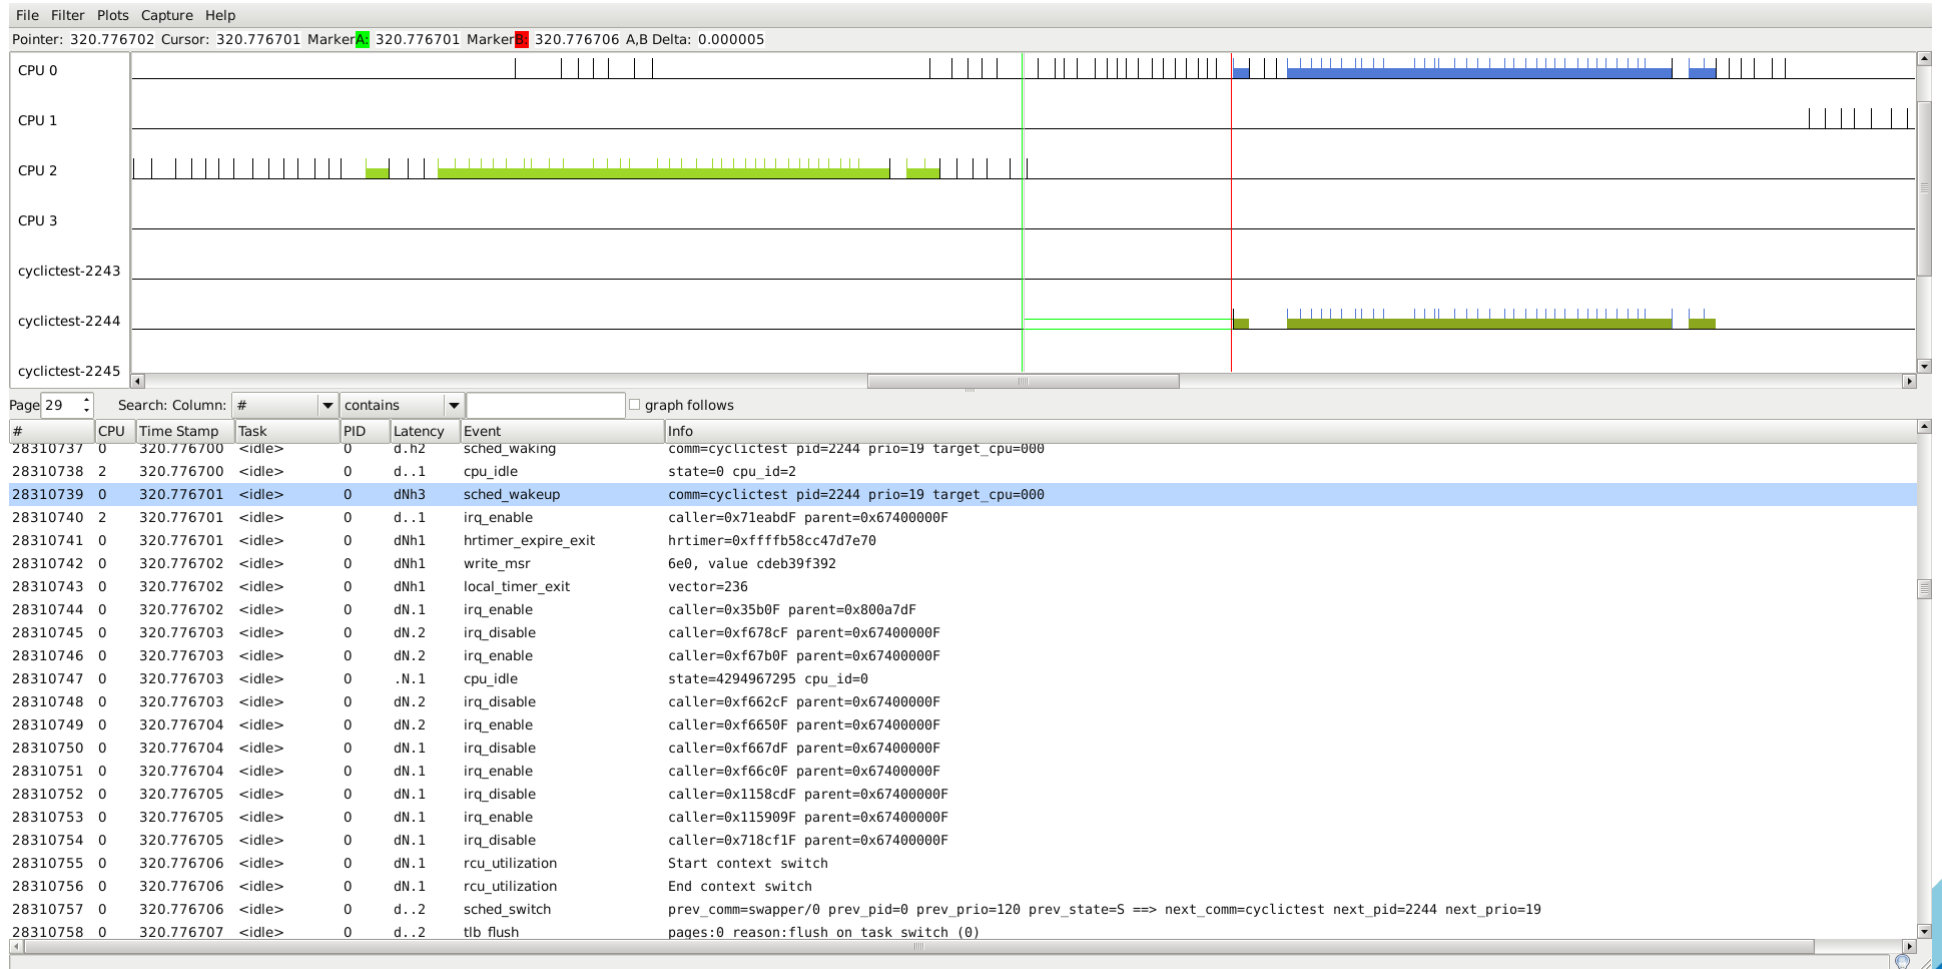 File Filter Plots Capture Help
Pointer: 320.776702 Cursor: 320.776701 MarkerA: 320.776701 MarkerB: 320.776706 A,B Delta: 0.000005
CPU 0
CPU 1
CPU 2
CPU 3
cyclictest-2243
cyclictest-2244
cyclictest-2245
Page 29 Search: Column: # contains graph follows
# CPU Time Stamp Task PID Latency Event Info
28310737 0 320.776700 <idle> 0 d.h2 sched_waking comm=cyclictest pid=2244 prio=19 target_cpu=000
28310738 2 320.776700 <idle> 0 d..1 cpu_idle state=0 cpu_id=2
28310739 0 320.776701 <idle> 0 dNh3 sched_wakeup comm=cyclictest pid=2244 prio=19 target_cpu=000
28310740 2 320.776701 <idle> 0 d..1 irq_enable caller=0x71eabdF parent=0x67400000F
28310741 0 320.776701 <idle> 0 dNh1 hrtimer_expire_exit hrtimer=0xffffb58cc47d7e70
28310742 0 320.776702 <idle> 0 dNh1 write_msr 6e0, value cdeb39f392
28310743 0 320.776702 <idle> 0 dNh1 local_timer_exit vector=236
28310744 0 320.776702 <idle> 0 dN.1 irq_enable caller=0x35b0F parent=0x800a7dF
28310745 0 320.776703 <idle> 0 dN.2 irq_disable caller=0xf678cF parent=0x67400000F
28310746 0 320.776703 <idle> 0 dN.2 irq_enable caller=0xf67b0F parent=0x67400000F
28310747 0 320.776703 <idle> 0 .N.1 cpu_idle state=4294967295 cpu_id=0
28310748 0 320.776703 <idle> 0 dN.2 irq_disable caller=0xf662cF parent=0x67400000F
28310749 0 320.776704 <idle> 0 dN.2 irq_enable caller=0xf6650F parent=0x67400000F
28310750 0 320.776704 <idle> 0 dN.1 irq_disable caller=0xf667dF parent=0x67400000F
28310751 0 320.776704 <idle> 0 dN.1 irq_enable caller=0xf66c0F parent=0x67400000F
28310752 0 320.776705 <idle> 0 dN.1 irq_disable caller=0x1158cdF parent=0x67400000F
28310753 0 320.776705 <idle> 0 dN.1 irq_enable caller=0x115909F parent=0x67400000F
28310754 0 320.776705 <idle> 0 dN.1 irq_disable caller=0x718cf1F parent=0x67400000F
28310755 0 320.776706 <idle> 0 dN.1 rcu_utilization Start context switch
28310756 0 320.776706 <idle> 0 dN.1 rcu_utilization End context switch
28310757 0 320.776706 <idle> 0 d..2 sched_switch prev_comm=swapper/0 prev_pid=0 prev_prio=120 prev_state=S ==> next_comm=cyclictest next_pid=2244 next_prio=19
28310758 0 320.776707 <idle> 0 d..2 tlb_flush pages:0 reason:flush on task switch (0)